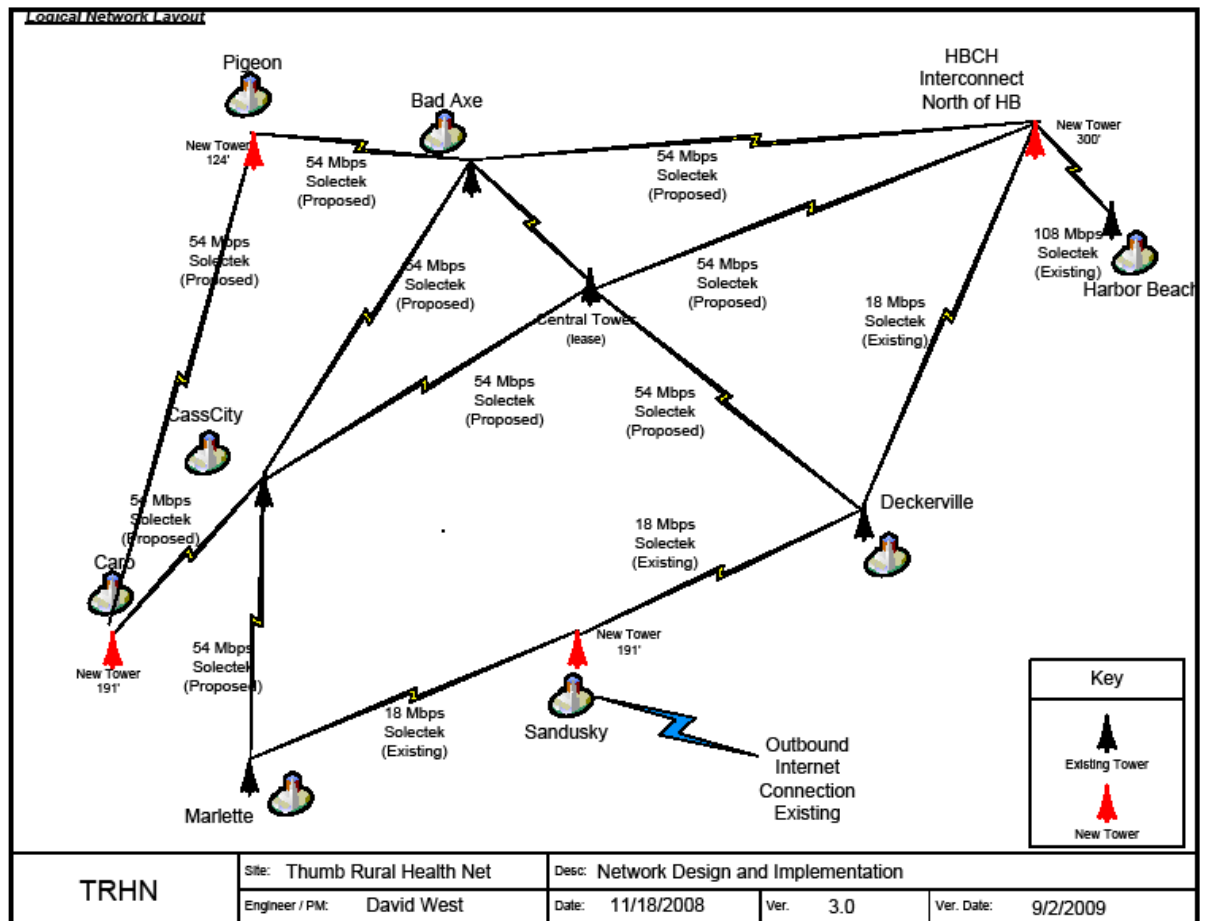 Logical Network Layout
Pigeon
Bad Axe
HBCH
Interconnect
North of HB
New Tower
124'
54 Mbps
Solectek
(Proposed)
54 Mbps
Solectek
(Proposed)
New Tower
300'
54 Mbps
Solectek
(Proposed)
54 Mbps
Solectek
(Proposed)
54 Mbps
Solectek
(Proposed)
108 Mbps
Solectek
(Existing)
Harbor Beach
Central Tower
(lease)
18 Mbps
Solectek
(Existing)
54 Mbps
Solectek
(Proposed)
54 Mbps
Solectek
(Proposed)
CassCity
54 Mbps
Solectek
(Proposed)
Caro
New Tower
191'
Deckerville
18 Mbps
Solectek
(Existing)
54 Mbps
Solectek
(Proposed)
New Tower
191'
18 Mbps
Solectek
(Existing)
Sandusky
Marlette
Outbound
Internet
Connection
Existing
Key
Existing Tower
New Tower
TRHN
Site: Thumb Rural Health Net
Desc: Network Design and Implementation
Engineer / PM: David West
Date: 11/18/2008
Ver. 3.0
Ver. Date: 9/2/2009